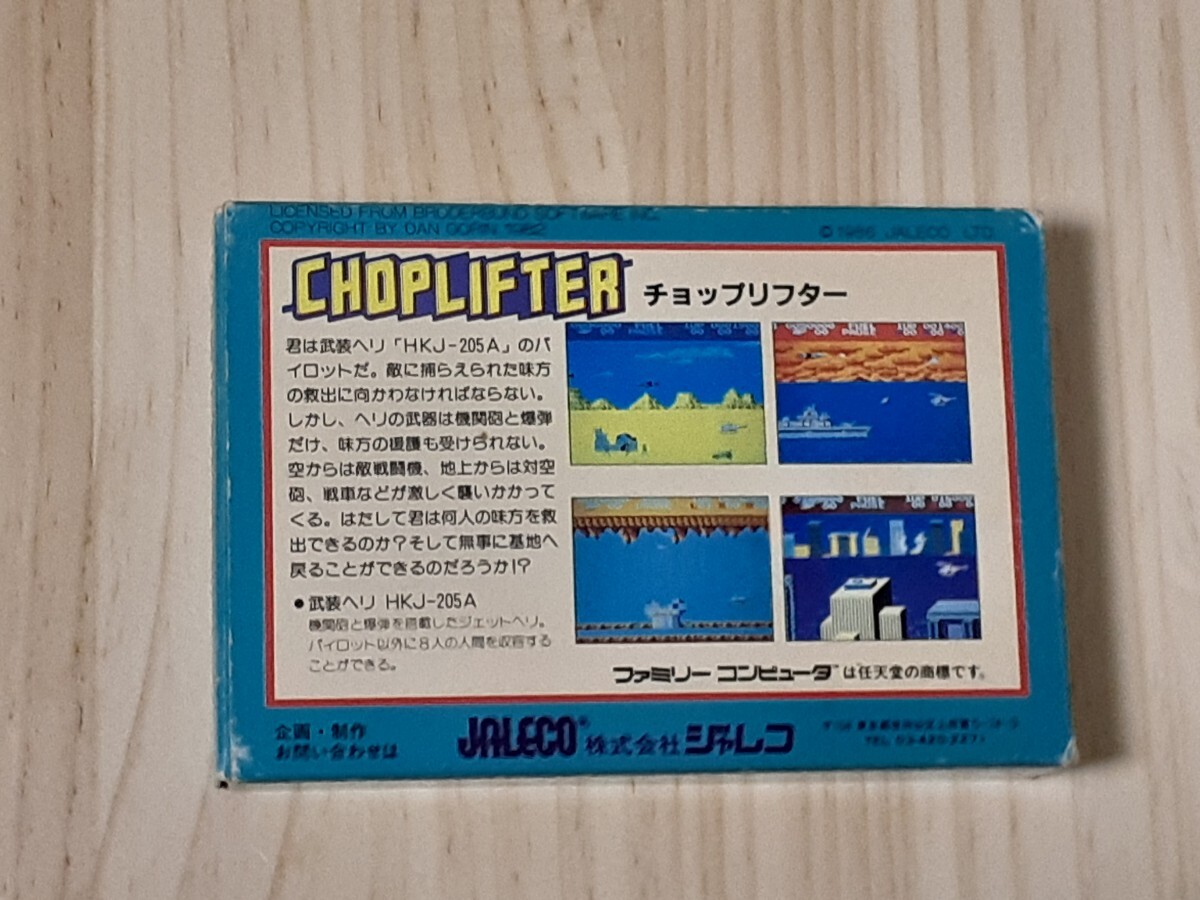 LICENSED FROM BRODERBUND SOFTWARE INC.
COPYRIGHT BY DAN GORIN 1982
© 1986 JALECO LTD.
CHOPLIFTER
チョップリフター
君は武装ヘリ「HKJ-205A」のパ
イロットだ。敵に捕らえられた味方
の救出に向かわなければならない。
しかし、ヘリの武器は機関砲と爆弾
だけ、味方の援護も受けられない。
空からは敵戦闘機、地上からは対空
砲、戦車などが激しく襲いかかって
くる。はたして君は何人の味方を救
出できるのか?そして無事に基地へ
戻ることができるのだろうか!?
●武装ヘリ HKJ-205A
機関砲と爆弾を搭載したジェットヘリ。
パイロット以外に8人の人間を収容する
ことができる。
ファミリーコンピュータ™は任天堂の商標です。
企画・制作
お問い合わせは
JALECO® 株式会社ジャレコ
TEL 03-420-2271